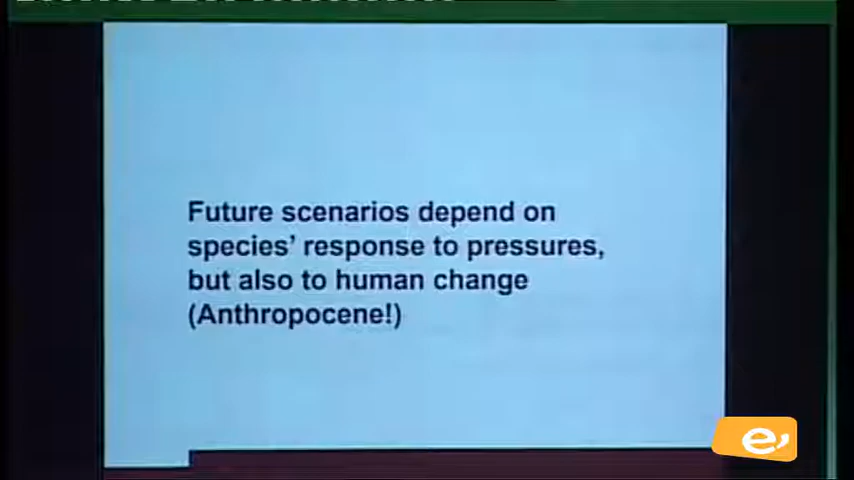 Future scenarios depend on
species' response to pressures,
but also to human change
(Anthropocene!)
e